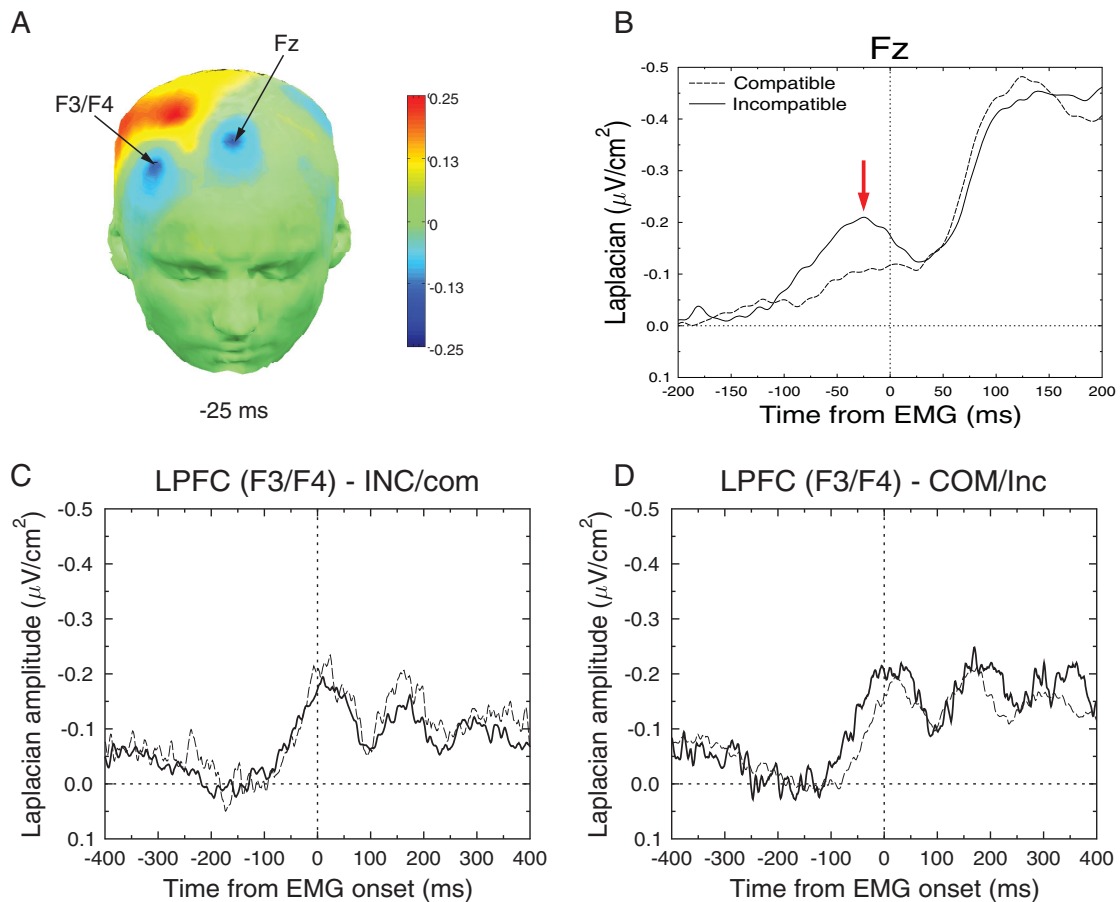 A
Fz
F3/F4
0.25
0.13
0
-0.13
-0.25
-25 ms
B
Fz
Compatible
Incompatible
Laplacian (μV/cm²)
-0.5
-0.4
-0.3
-0.2
-0.1
0.0
0.1
-200 -150 -100 -50 0 50 100 150 200
Time from EMG (ms)
C
LPFC (F3/F4) - INC/com
Laplacian amplitude (μV/cm²)
-0.5
-0.4
-0.3
-0.2
-0.1
0.0
0.1
-400 -300 -200 -100 0 100 200 300 400
Time from EMG onset (ms)
D
LPFC (F3/F4) - COM/Inc
Laplacian amplitude (μV/cm²)
-0.5
-0.4
-0.3
-0.2
-0.1
0.0
0.1
-400 -300 -200 -100 0 100 200 300 400
Time from EMG onset (ms)